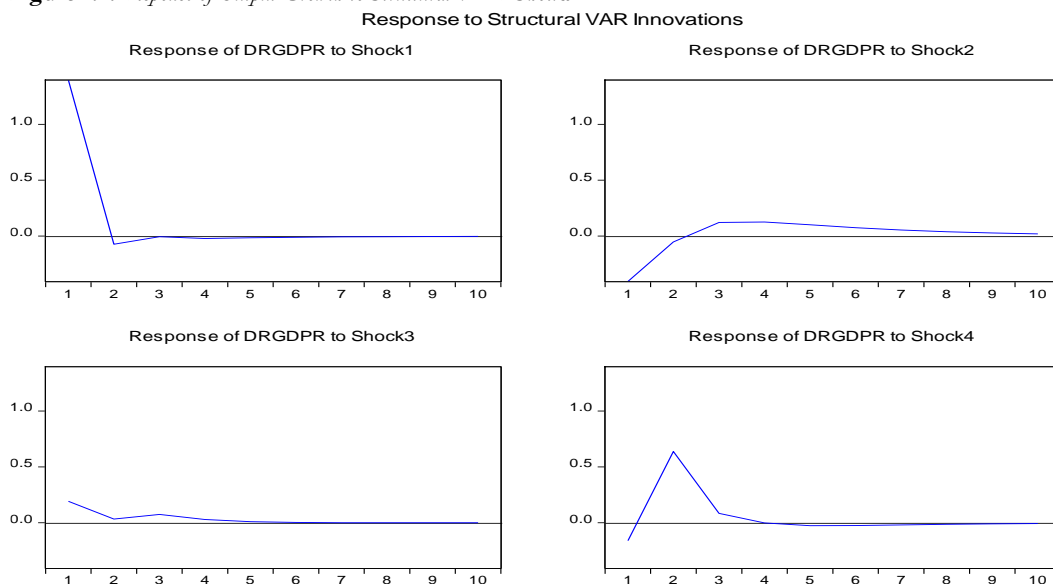 Response to Structural VAR Innovations
Response of DRGDPR to Shock1
Response of DRGDPR to Shock2
1.0
0.5
0.0
1 2 3 4 5 6 7 8 9 10
1.0
0.5
0.0
1 2 3 4 5 6 7 8 9 10
Response of DRGDPR to Shock3
Response of DRGDPR to Shock4
1.0
0.5
0.0
1 2 3 4 5 6 7 8 9 10
1.0
0.5
0.0
1 2 3 4 5 6 7 8 9 10